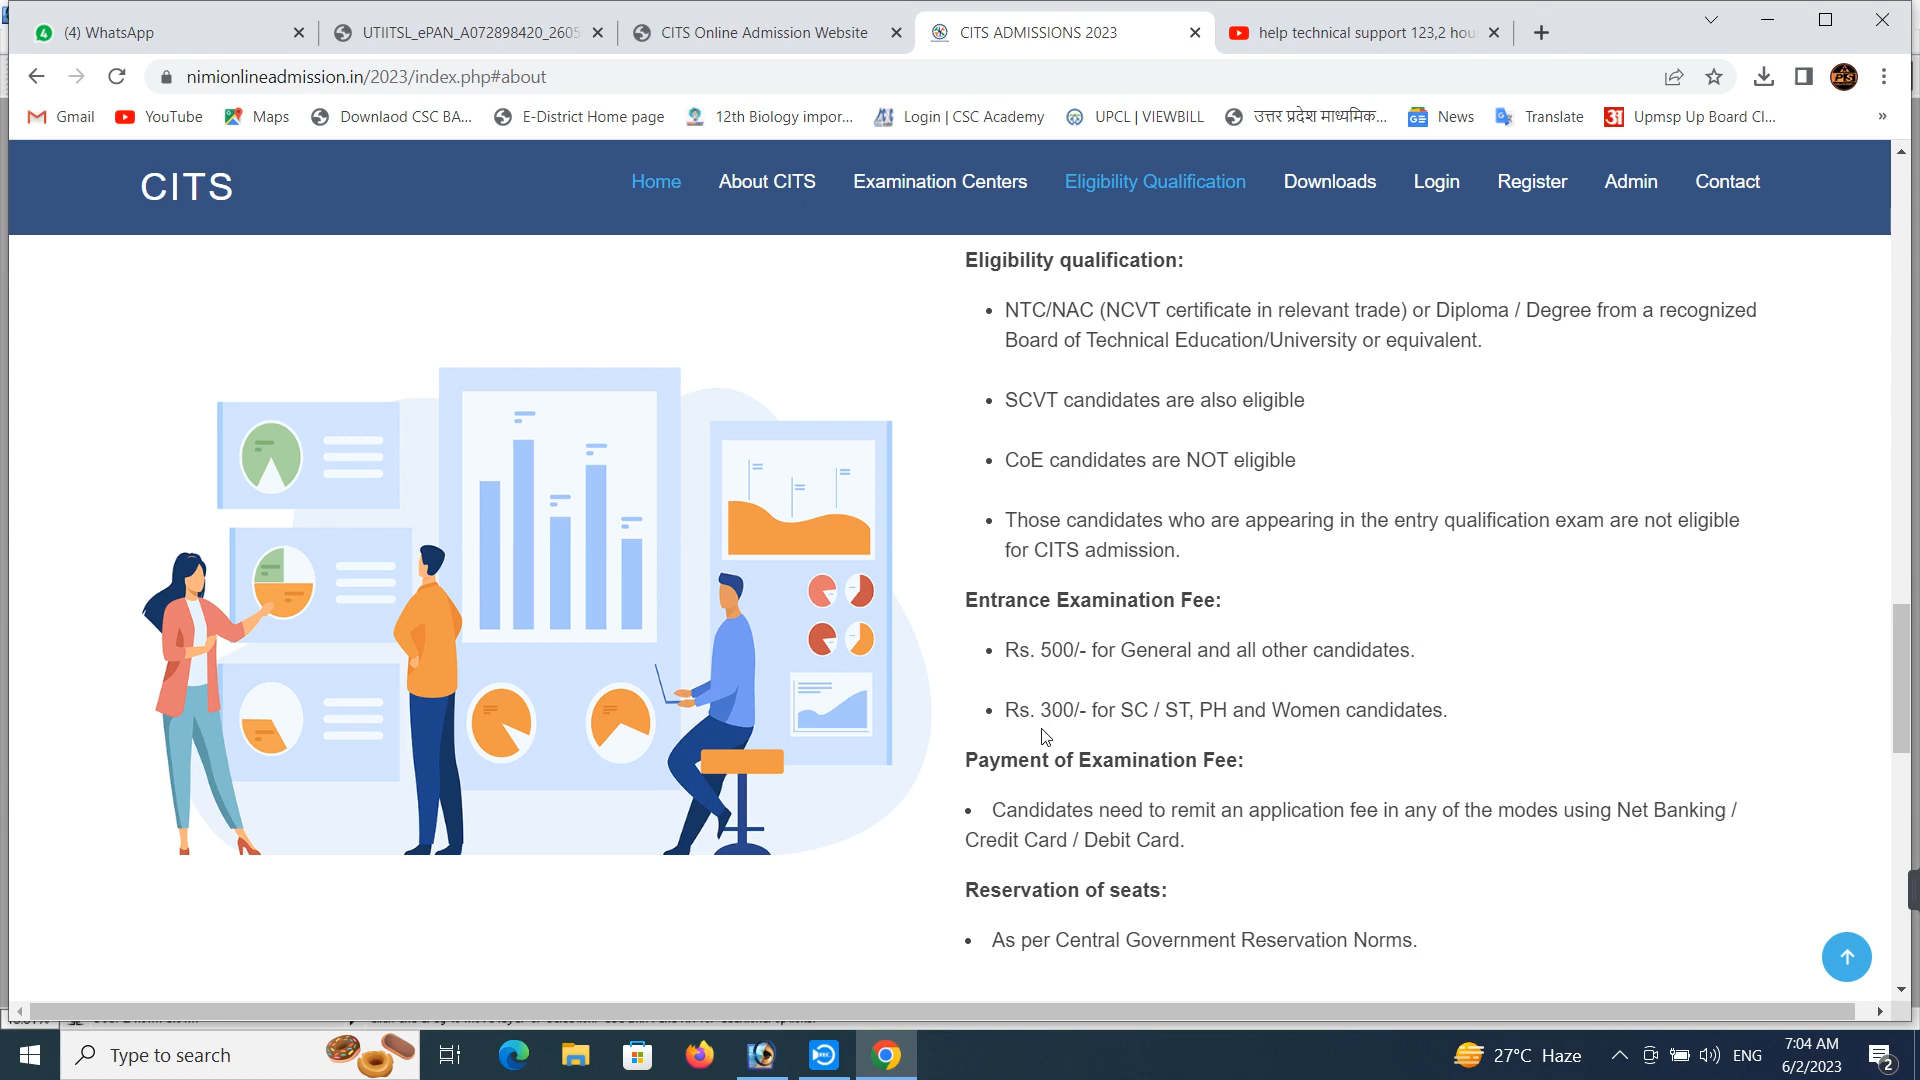 (4) WhatsApp
UTIITSL_ePAN_A072898420_2605
CITS Online Admission Website
CITS ADMISSIONS 2023
help technical support 123,2 hou
nimionlineadmission.in/2023/index.php#about
Gmail
YouTube
Maps
Downlaod CSC BA...
E-District Home page
12th Biology impor...
Login | CSC Academy
UPCL | VIEWBILL
उत्तर प्रदेश माध्यमिक...
News
Translate
Upmsp Up Board Cl...
»
CITS
Home
About CITS
Examination Centers
Eligibility Qualification
Downloads
Login
Register
Admin
Contact
Eligibility qualification:
• NTC/NAC (NCVT certificate in relevant trade) or Diploma / Degree from a recognized
Board of Technical Education/University or equivalent.
• SCVT candidates are also eligible
• CoE candidates are NOT eligible
• Those candidates who are appearing in the entry qualification exam are not eligible
for CITS admission.
Entrance Examination Fee:
• Rs. 500/- for General and all other candidates.
• Rs. 300/- for SC / ST, PH and Women candidates.
Payment of Examination Fee:
• Candidates need to remit an application fee in any of the modes using Net Banking /
Credit Card / Debit Card.
Reservation of seats:
• As per Central Government Reservation Norms.
Type to search
27°C Haze
ENG
7:04 AM
6/2/2023
2